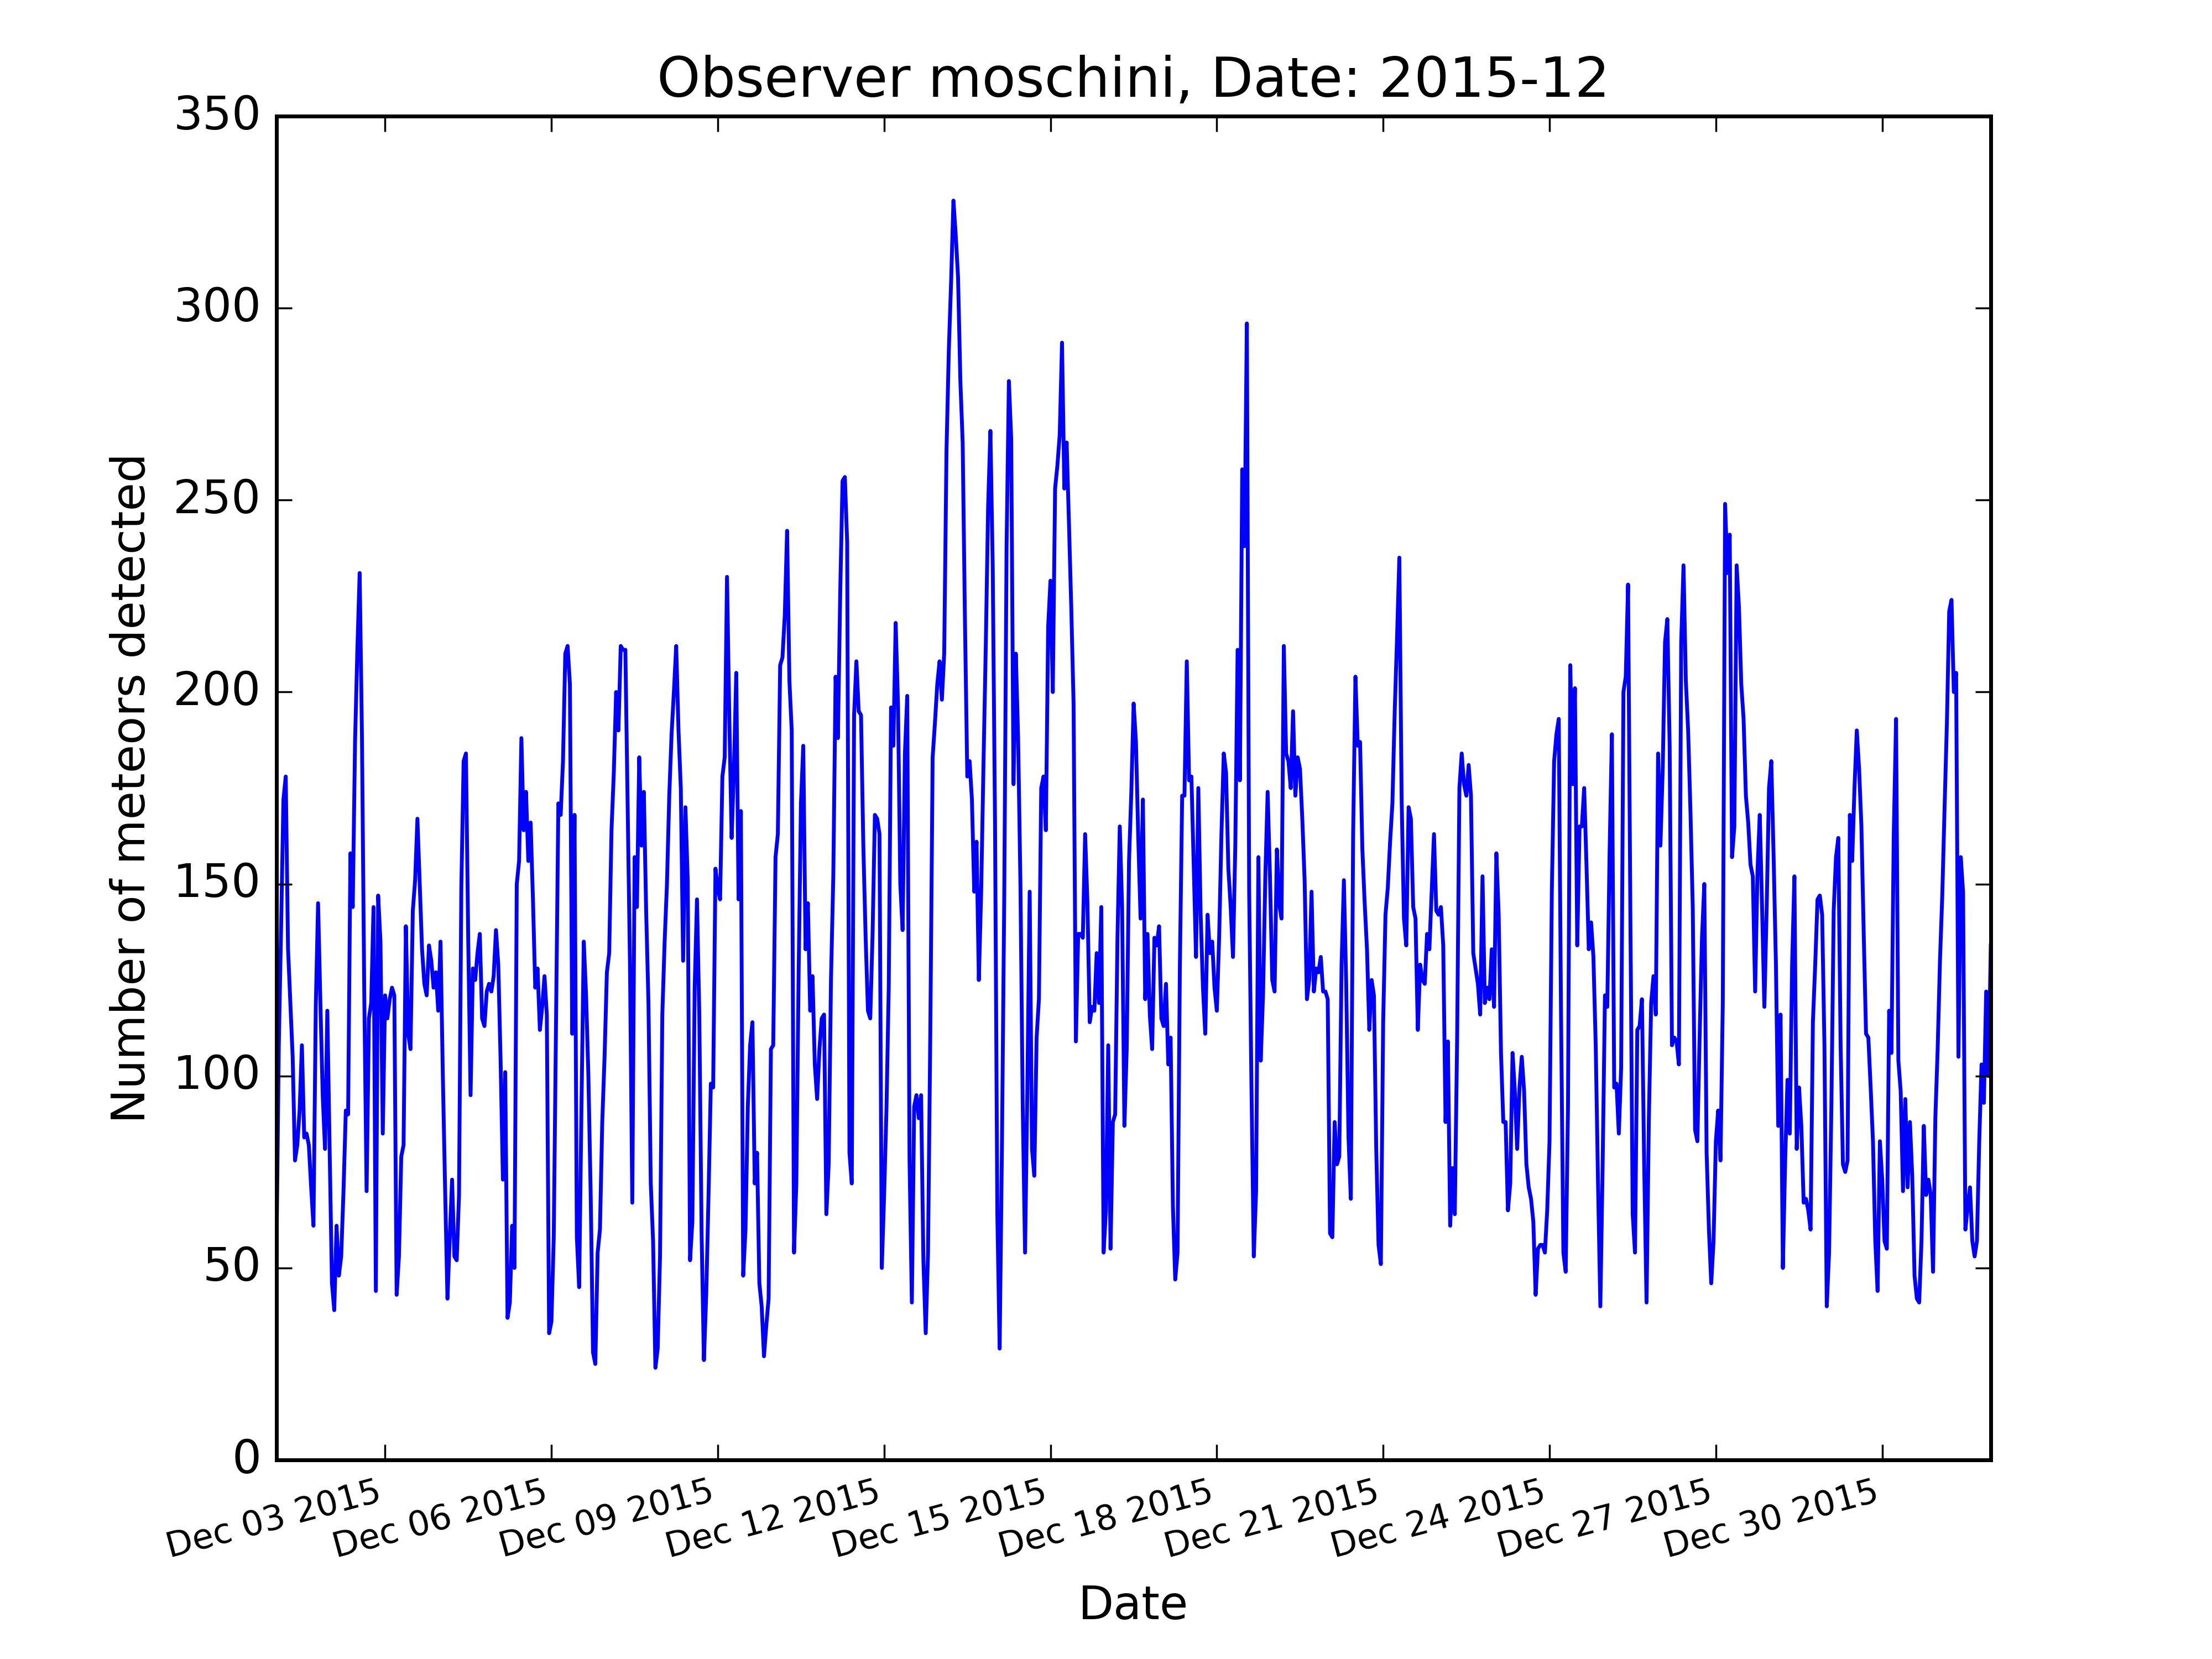 Observer moschini, Date: 2015-12
350
300
250
200
150
100
50
0
Number of meteors detected
Dec 03 2015
Dec 06 2015
Dec 09 2015
Dec 12 2015
Dec 15 2015
Dec 18 2015
Dec 21 2015
Dec 24 2015
Dec 27 2015
Dec 30 2015
Date